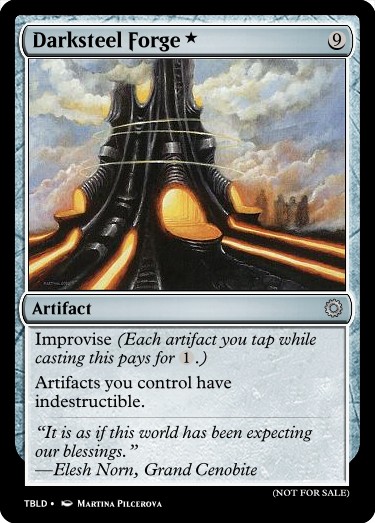 Darksteel Forge★ 9
Artifact
Improvise (Each artifact you tap while
casting this pays for 1.)
Artifacts you control have
indestructible.
“It is as if this world has been expecting
our blessings.”
—Elesh Norn, Grand Cenobite
(NOT FOR SALE)
TBLD • Martina Pilcerova